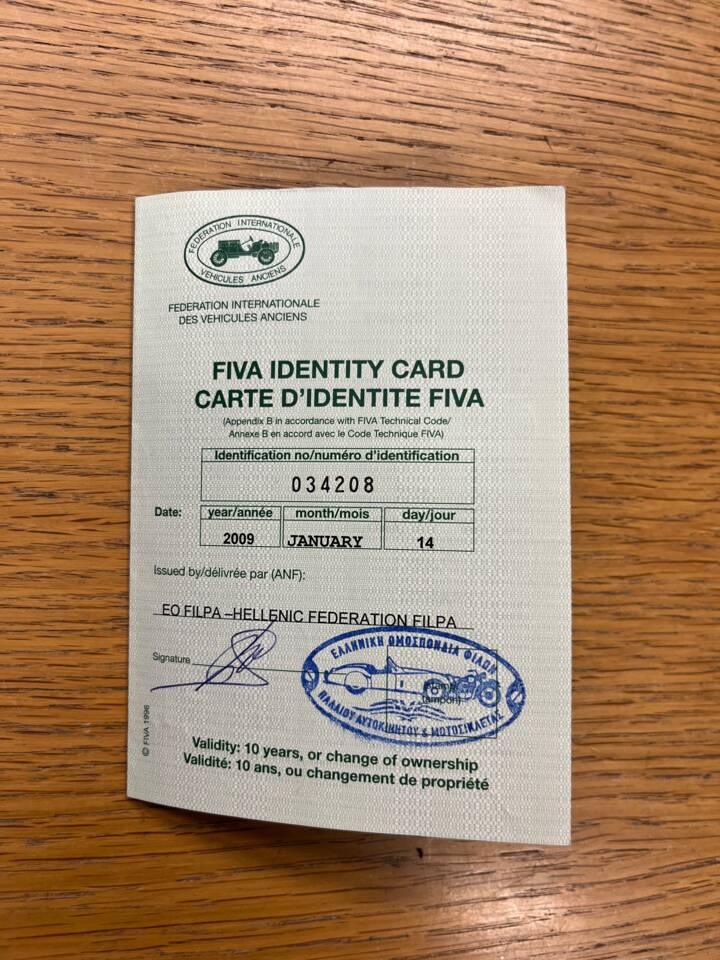 FEDERATION INTERNATIONALE
VEHICULES ANCIENS
FEDERATION INTERNATIONALE
DES VEHICULES ANCIENS
FIVA IDENTITY CARD
CARTE D'IDENTITE FIVA
(Appendix B in accordance with FIVA Technical Code/
Annexe B en accord avec le Code Technique FIVA)
Identification no/numéro d'identification
034208
Date: year/année month/mois day/jour
2009 JANUARY 14
Issued by/délivrée par (ANF):
EO FILPA –HELLENIC FEDERATION FILPA
Signature
ΕΛΛΗΝΙΚΗ ΟΜΟΣΠΟΝΔΙΑ ΦΙΛΩΝ
ΠΑΛΑΙΟΥ ΑΥΤΟΚΙΝΗΤΟΥ & ΜΟΤΟΣΙΚΛΕΤΑΣ
(tampon)
© FIVA 1996
Validity: 10 years, or change of ownership
Validité: 10 ans, ou changement de propriété